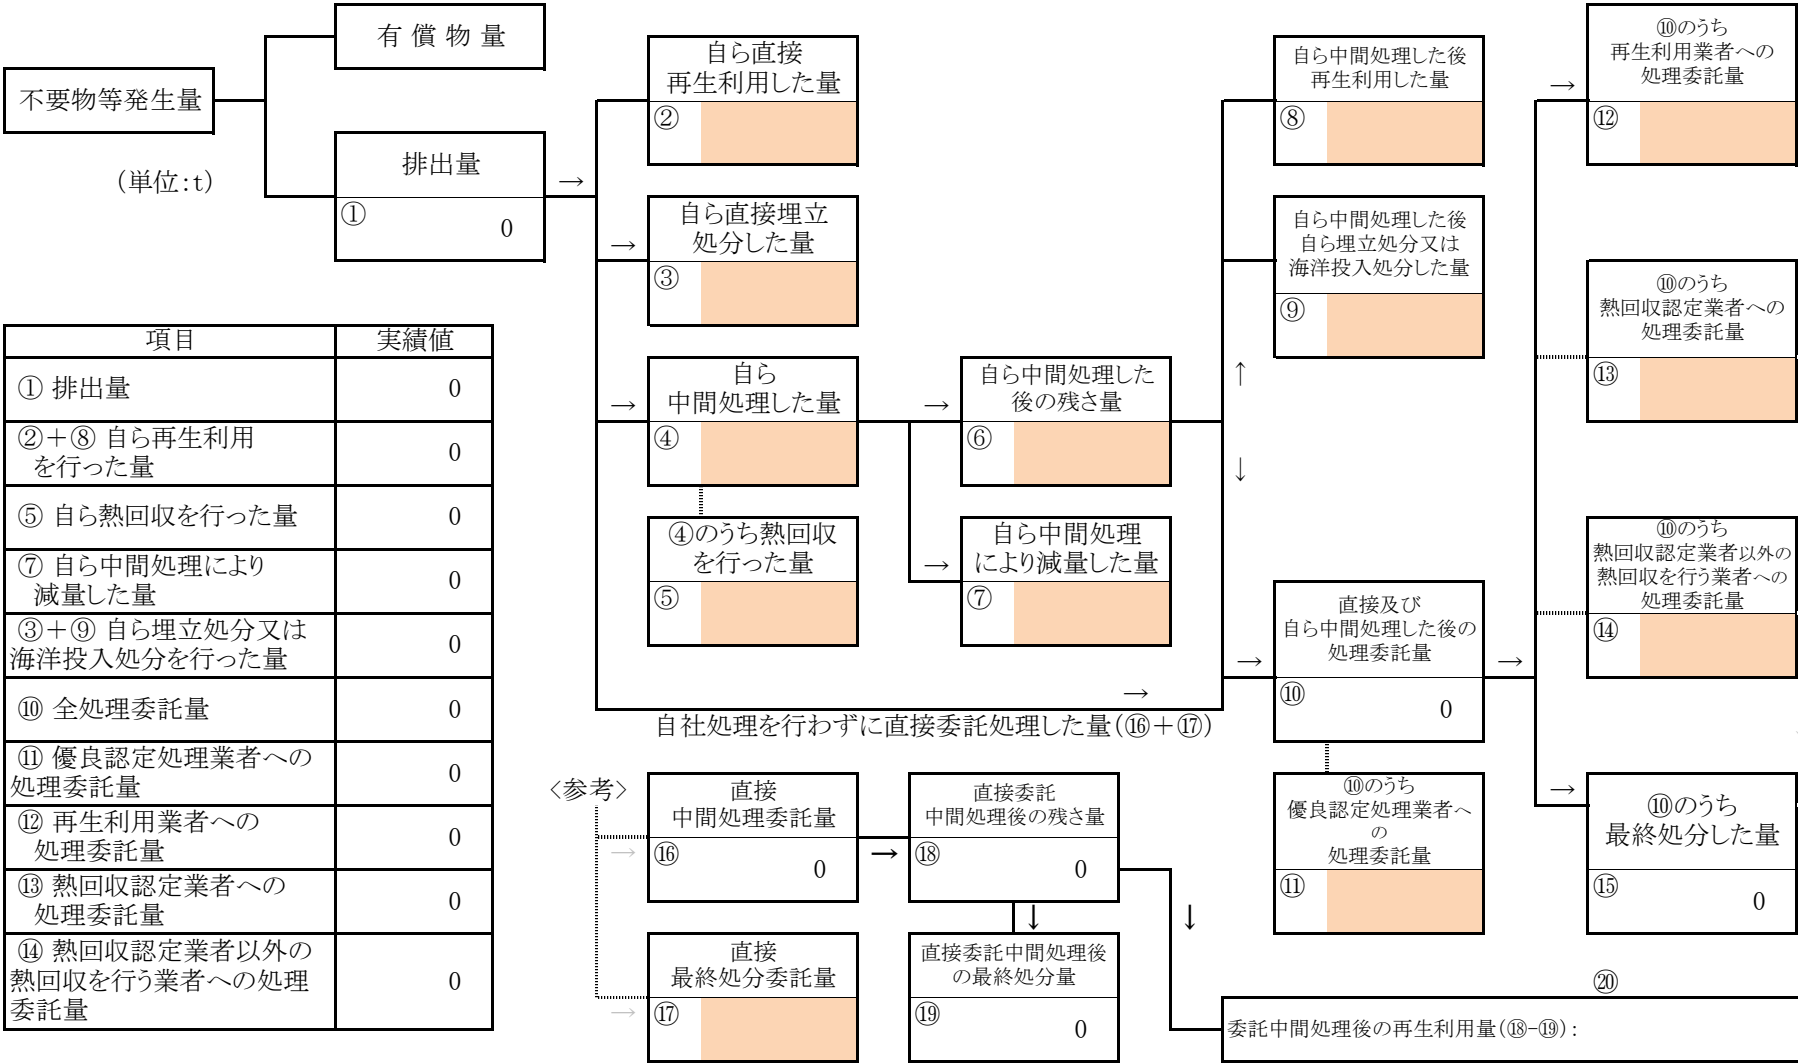 不要物等発生量
(単位:t)
有 償 物 量
排出量
①
0
→
自ら直接
再生利用した量
②
→
自ら直接埋立
処分した量
③
→
自ら
中間処理した量
④
④のうち熱回収
を行った量
⑤
→
自ら中間処理した
後の残さ量
⑥
→
自ら中間処理
により減量した量
⑦
↑
↓
自ら中間処理した後
再生利用した量
⑧
自ら中間処理した後
自ら埋立処分又は
海洋投入処分した量
⑨
→
直接及び
自ら中間処理した後の
処理委託量
⑩
0
→
⑩のうち
優良認定処理業者へ
の
処理委託量
⑪
→
⑩のうち
再生利用業者への
処理委託量
⑫
⑩のうち
熱回収認定業者への
処理委託量
⑬
⑩のうち
熱回収認定業者以外の
熱回収を行う業者への
処理委託量
⑭
→
⑩のうち
最終処分した量
⑮
0
→
自社処理を行わずに直接委託処理した量(⑯+⑰)
〈参考〉
→
直接
中間処理委託量
⑯
0
→
直接委託
中間処理後の残さ量
⑱
0
↓
↓
→
直接
最終処分委託量
⑰
直接委託中間処理後
の最終処分量
⑲
0
⑳
委託中間処理後の再生利用量(⑱-⑲):
項目 実績値
① 排出量 0
②+⑧ 自ら再生利用
を行った量 0
⑤ 自ら熱回収を行った量 0
⑦ 自ら中間処理により
減量した量 0
③+⑨ 自ら埋立処分又は
海洋投入処分を行った量 0
⑩ 全処理委託量 0
⑪ 優良認定処理業者への
処理委託量 0
⑫ 再生利用業者への
処理委託量 0
⑬ 熱回収認定業者への
処理委託量 0
⑭ 熱回収認定業者以外の
熱回収を行う業者への処理
委託量 0